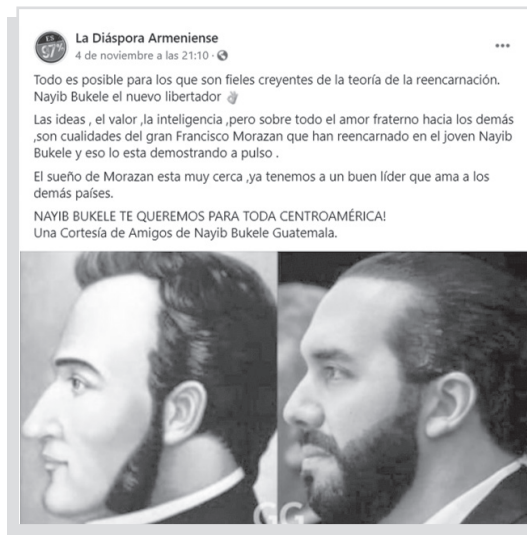 ES
97%
La Diáspora Armeniense
4 de noviembre a las 21:10 ·
Todo es posible para los que son fieles creyentes de la teoría de la reencarnación.
Nayib Bukele el nuevo libertador
Las ideas , el valor ,la inteligencia ,pero sobre todo el amor fraterno hacia los demás
,son cualidades del gran Francisco Morazan que han reencarnado en el joven Nayib
Bukele y eso lo esta demostrando a pulso .
El sueño de Morazan esta muy cerca ,ya tenemos a un buen líder que ama a los
demás países.
NAYIB BUKELE TE QUEREMOS PARA TODA CENTROAMÉRICA!
Una Cortesía de Amigos de Nayib Bukele Guatemala.
GG